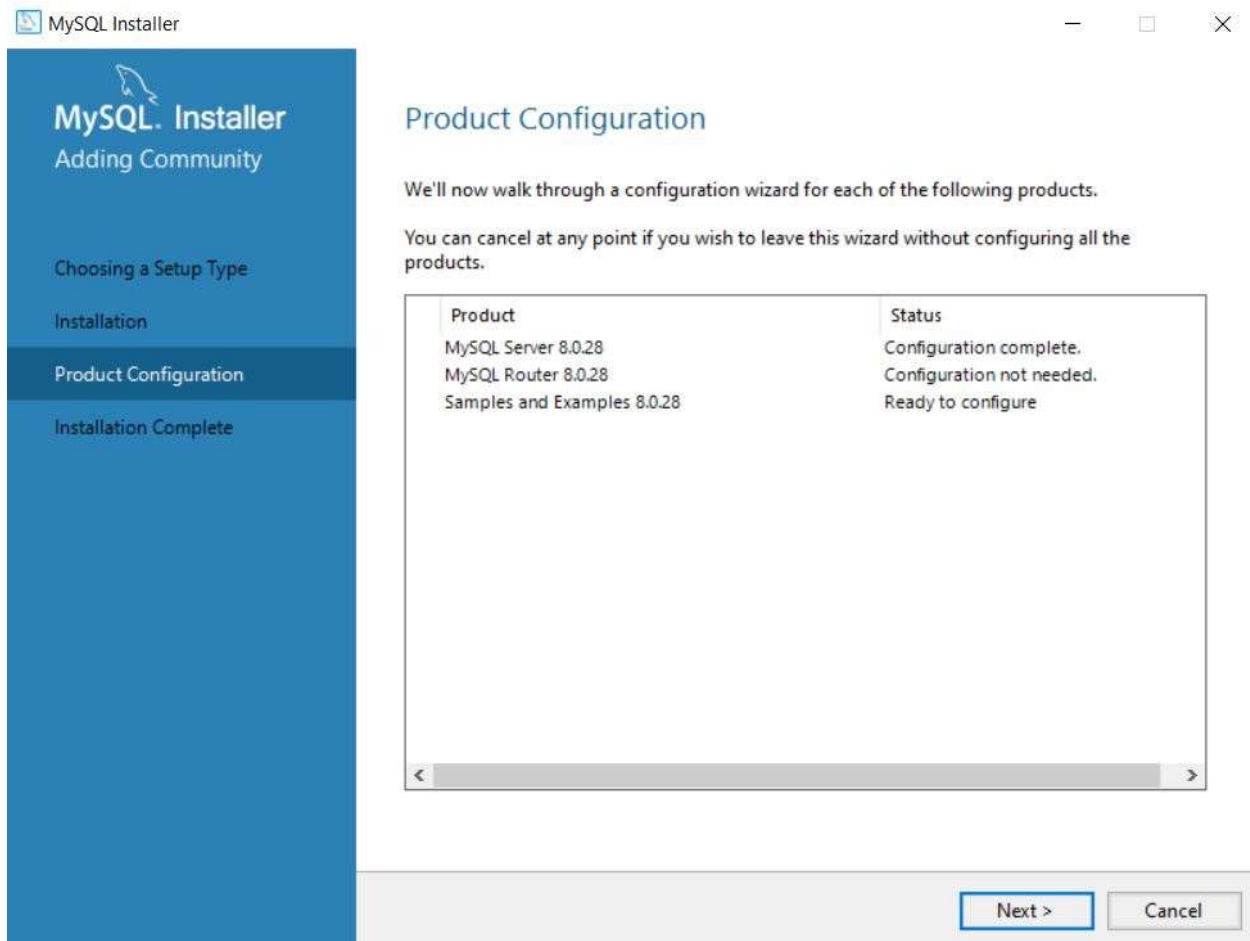 MySQL Installer
MySQL. Installer
Adding Community
Choosing a Setup Type
Installation
Product Configuration
Installation Complete
Product Configuration
We'll now walk through a configuration wizard for each of the following products.
You can cancel at any point if you wish to leave this wizard without configuring all the
products.
Product Status
MySQL Server 8.0.28 Configuration complete.
MySQL Router 8.0.28 Configuration not needed.
Samples and Examples 8.0.28 Ready to configure
Next > Cancel